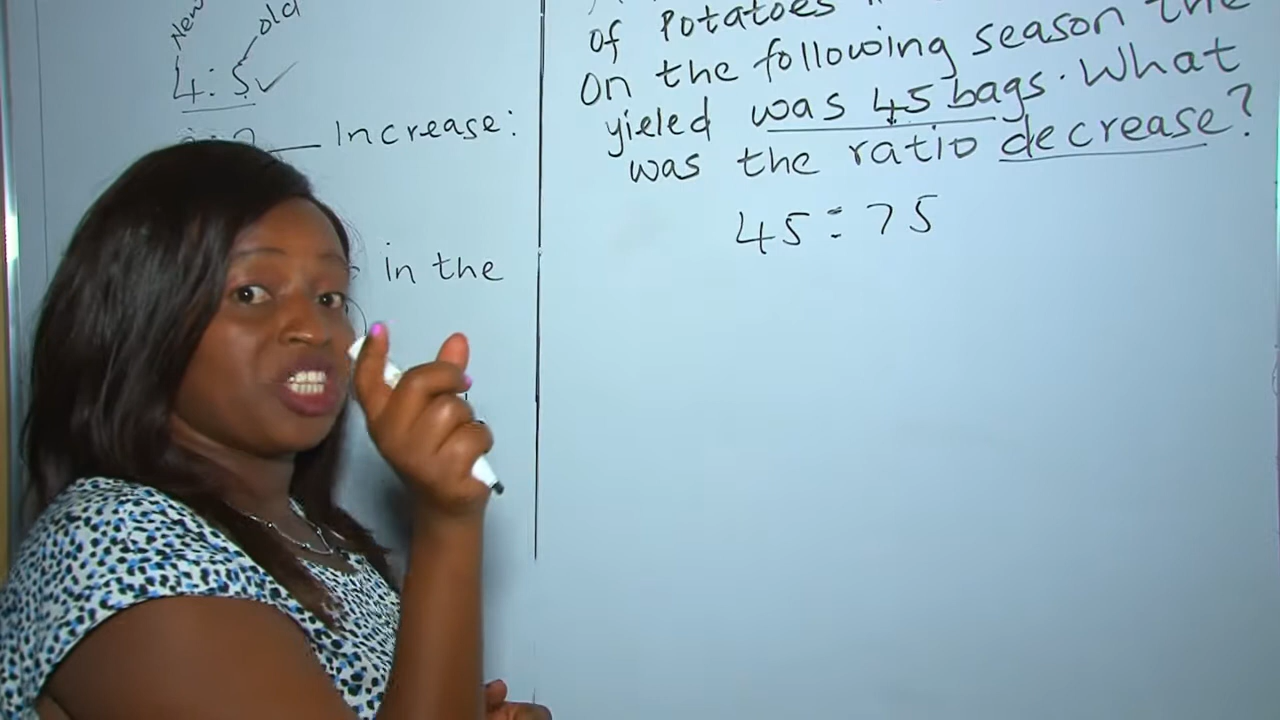 New
old
4:5✓
Increase:
in the
of Potatoes
On the following season the
yieled was 45 bags. What
was the ratio decrease?
45:75